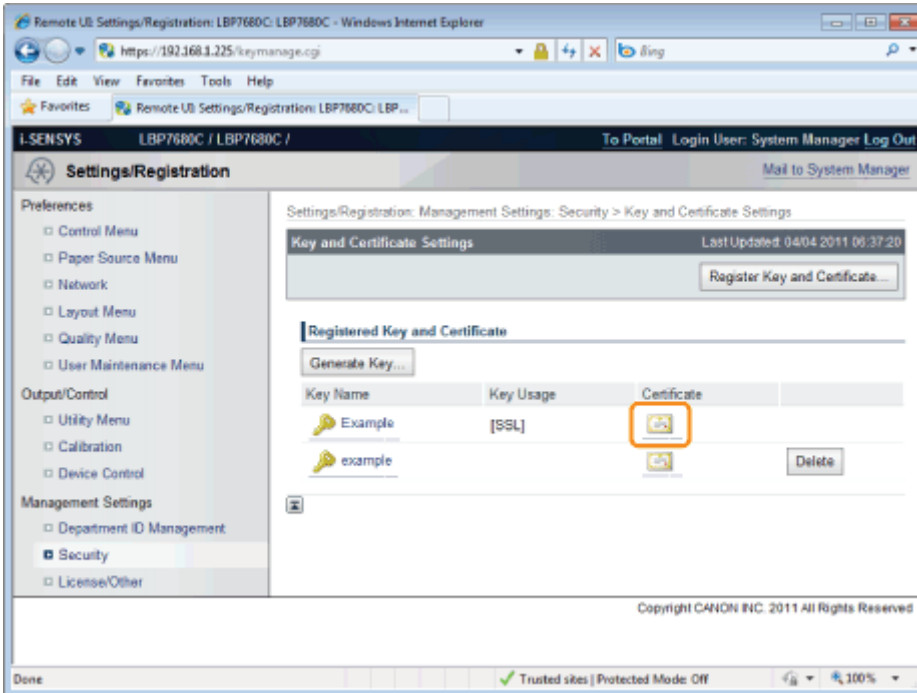 Remote UI: Settings/Registration: LBP7680C: LBP7680C - Windows Internet Explorer
https://192.168.1.225/keymanage.cgi
Bing
File Edit View Favorites Tools Help
Favorites Remote UI: Settings/Registration: LBP7680C: LBP...
i-SENSYS LBP7680C / LBP7680C / To Portal Login User: System Manager Log Out
Settings/Registration Mail to System Manager
Preferences
Control Menu
Paper Source Menu
Network
Layout Menu
Quality Menu
User Maintenance Menu
Output/Control
Utility Menu
Calibration
Device Control
Management Settings
Department ID Management
Security
License/Other
Settings/Registration: Management Settings: Security > Key and Certificate Settings
Key and Certificate Settings Last Updated: 04/04 2011 06:37:20
Register Key and Certificate...
Registered Key and Certificate
Generate Key...
Key Name Key Usage Certificate
Example [SSL]
example Delete
Copyright CANON INC. 2011 All Rights Reserved
Done Trusted sites | Protected Mode: Off 100%